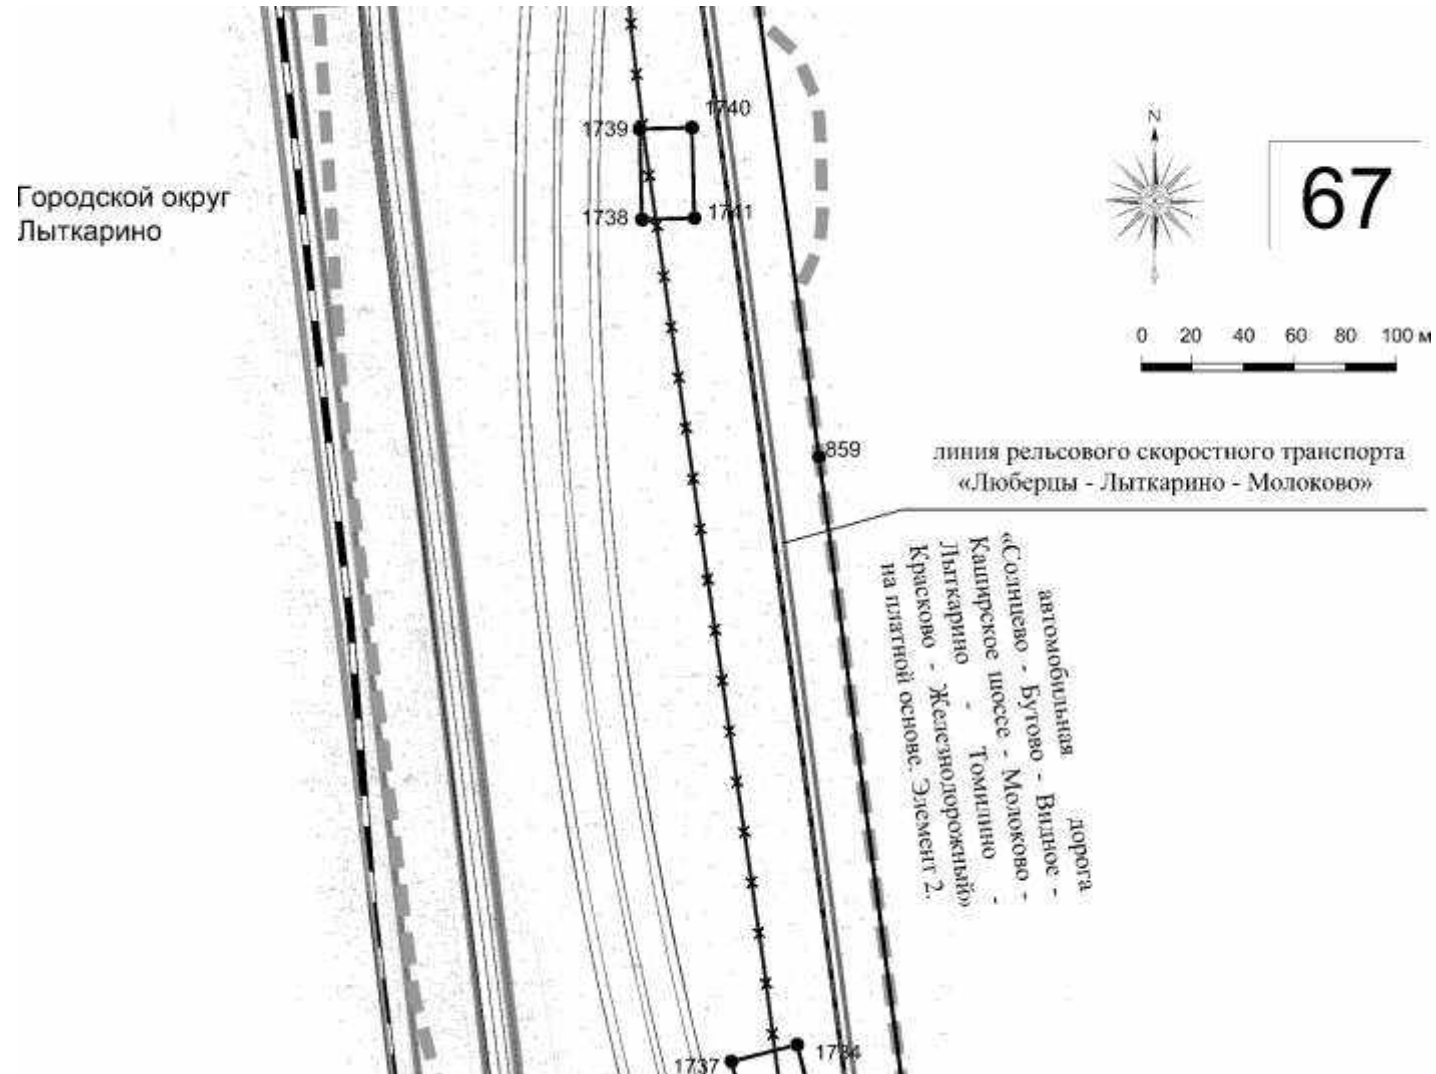 1740
1739
1738
1741
Городской округ
Лыткарино
N
67
0 20 40 60 80 100 м
859
линия рельсового скоростного транспорта
«Люберцы - Лыткарино - Молоково»
автомобильная дорога
«Солнцево - Бутово - Видное -
Каширское шоссе - Молоково -
Лыткарино - Томилино -
Красково - Железнодорожный»
на платной основе. Элемент 2.
1737
1734